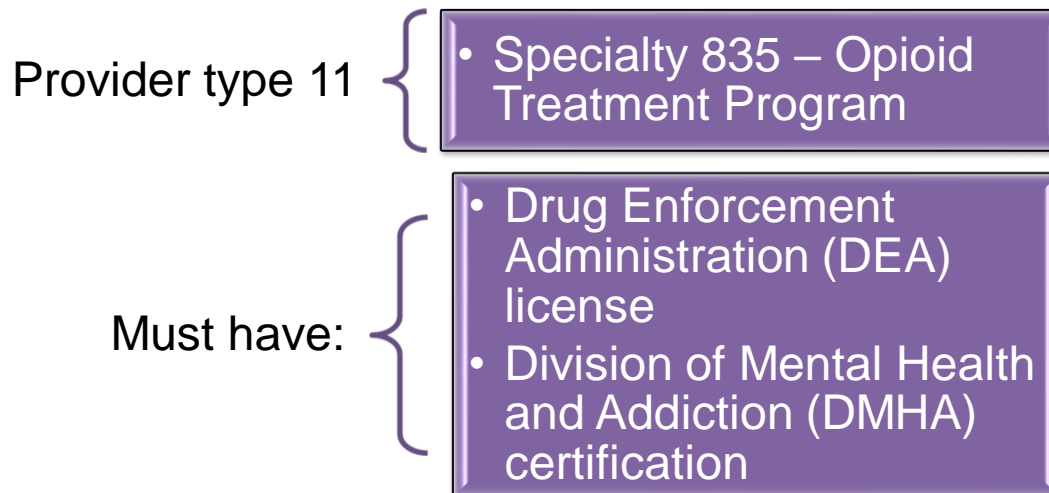 Provider type 11
• Specialty 835 – Opioid
Treatment Program
Must have:
• Drug Enforcement
Administration (DEA)
license
• Division of Mental Health
and Addiction (DMHA)
certification